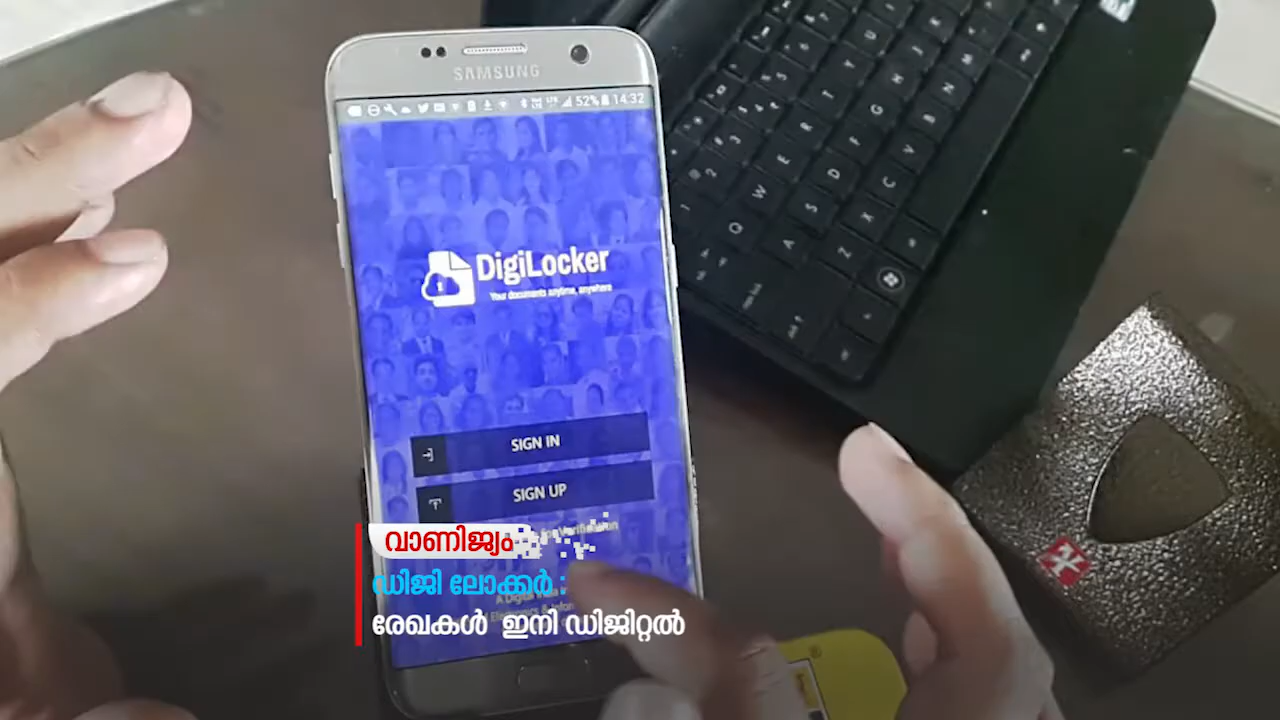 SAMSUNG
52% 14:32
DigiLocker
Your documents anytime, anywhere
SIGN IN
SIGN UP
വാണിജ്യം
ഡിജി ലോക്കർ :
രേഖകൾ ഇനി ഡിജിറ്റൽ